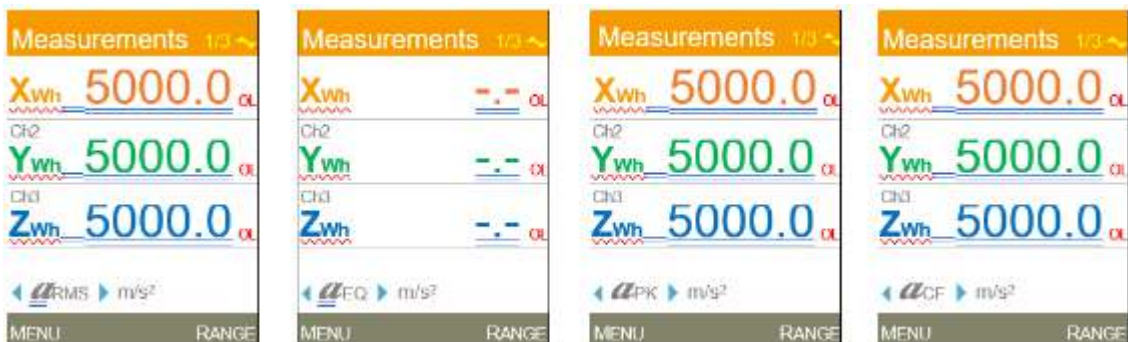 Measurements 1/3
XWh 5000.0 OL
Ch2
YWh 5000.0 OL
Ch3
ZWh 5000.0 OL
aRMS m/s²
MENU RANGE
Measurements 1/3
XWh -.- OL
Ch2
YWh -.- OL
Ch3
ZWh -.- OL
aEQ m/s²
MENU RANGE
Measurements 1/3
XWh 5000.0 OL
Ch2
YWh 5000.0 OL
Ch3
ZWh 5000.0 OL
aPK m/s²
MENU RANGE
Measurements 1/3
XWh 5000.0 OL
Ch2
YWh 5000.0 OL
Ch3
ZWh 5000.0 OL
aCF m/s²
MENU RANGE